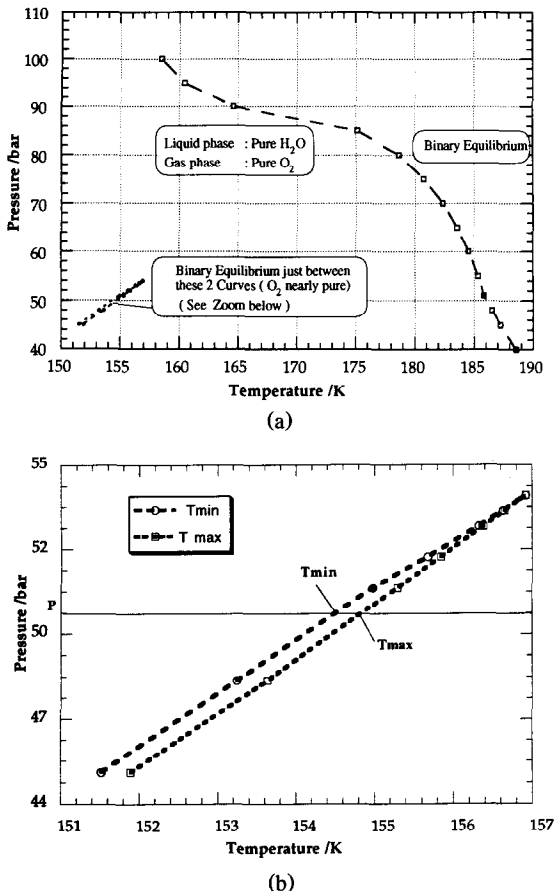 110
100
90
80
70
60
50
40
Pressure /bar
Liquid phase : Pure H₂O
Gas phase : Pure O₂
Binary Equilibrium
Binary Equilibrium just between
these 2 Curves ( O₂ nearly pure)
( See Zoom below )
150 155 160 165 170 175 180 185 190
Temperature /K
(a)
55
52
50
47
44
Pressure/bar
P
Tmin
T max
Tmin
Tmax
151 152 153 154 155 156 157
Temperature /K
(b)